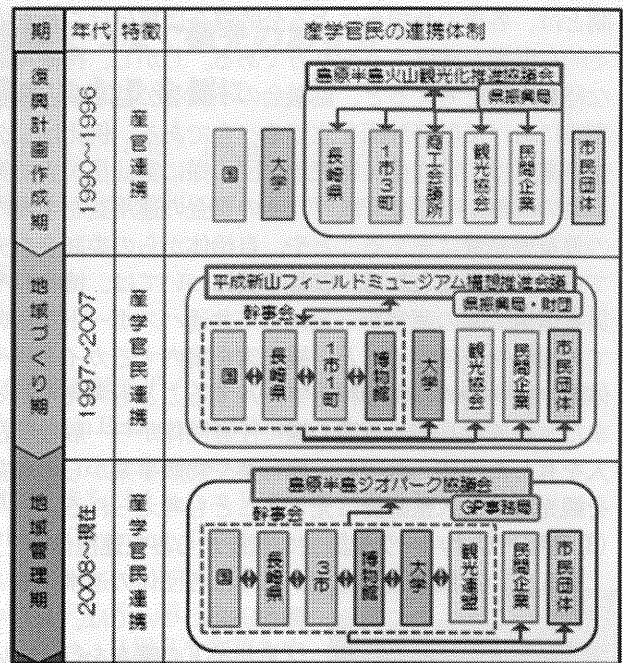 期 年代 特徴 産学官民の連携体制
復興計画作成期
1990～1996
産官連携
島原半島火山観光化推進協議会
県振興局
国
大学
県部署
1市3町
商工会議所
観光協会
民間企業
市民団体
地域づくり期
1997～2007
産学官民連携
平成新山フィールドミュージアム構想推進会議
県振興局・財団
幹事会
国
県部署
1市1町
博物館
大学
観光協会
民間企業
市民団体
地域管理期
2008～現在
産学官民連携
島原半島ジオパーク協議会
GP事務局
幹事会
国
県部署
3市
博物館
大学
観光連盟
民間企業
市民団体